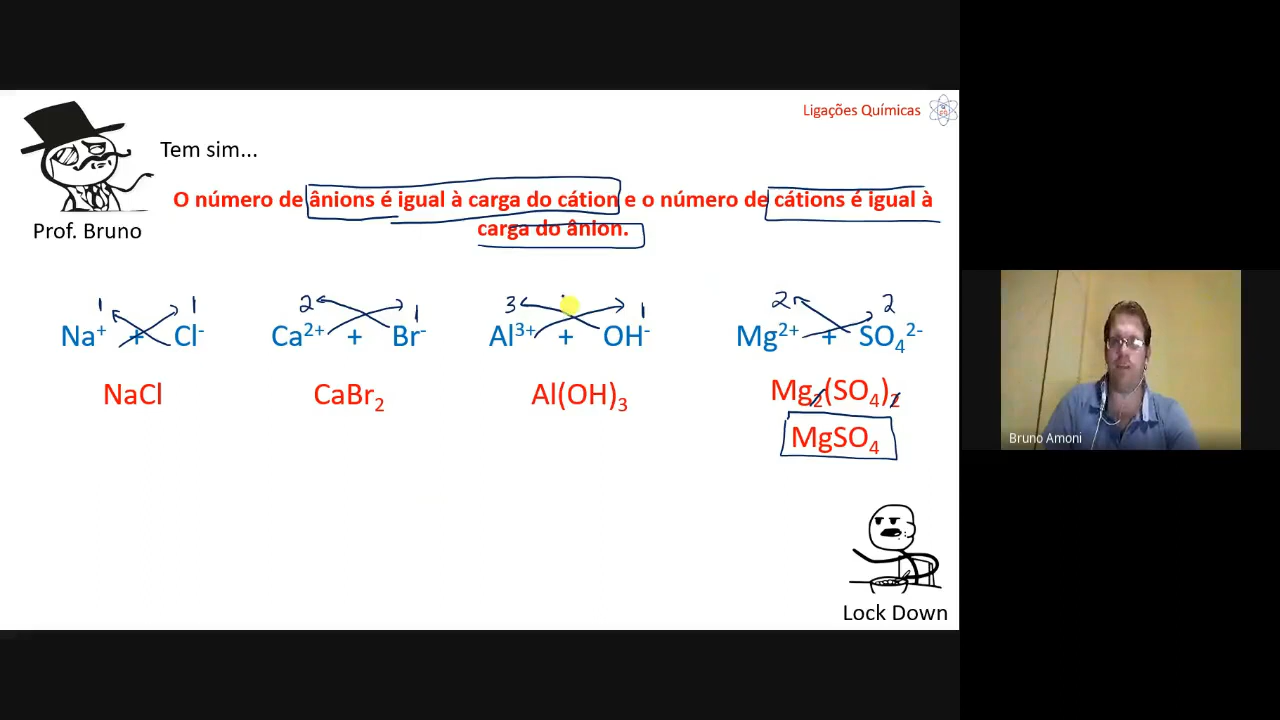 Ligações Químicas
Tem sim...
O número de ânions é igual à carga do cátion e o número de cátions é igual à
carga do ânion.
Prof. Bruno
1 1 2 1 3 1 2 2
Na⁺ + Cl⁻ Ca²⁺ + Br⁻ Al³⁺ + OH⁻ Mg²⁺ + SO₄²⁻
NaCl CaBr₂ Al(OH)₃ Mg₂(SO₄)₂
MgSO₄
Bruno Amoni
Lock Down